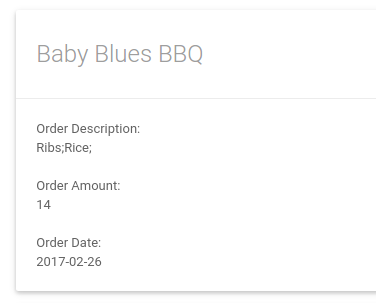 Baby Blues BBQ
Order Description:
Ribs;Rice;
Order Amount:
14
Order Date:
2017-02-26